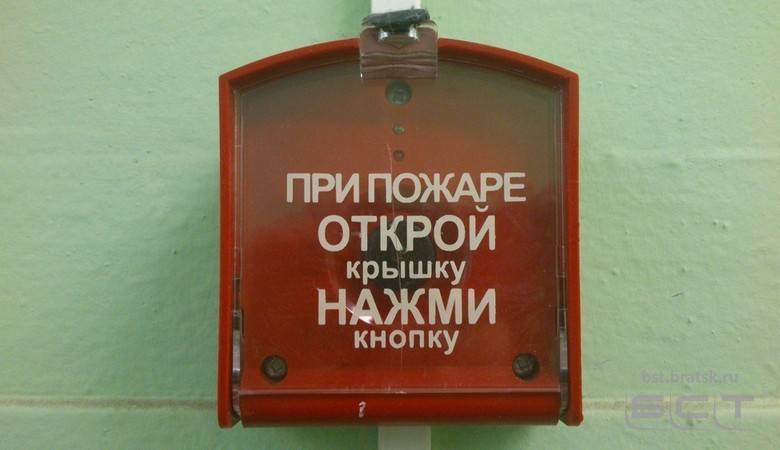 ПРИ ПОЖАРЕ
ОТКРОЙ
крышку
НАЖМИ
кнопку
bst.bratsk.ru
БСТ